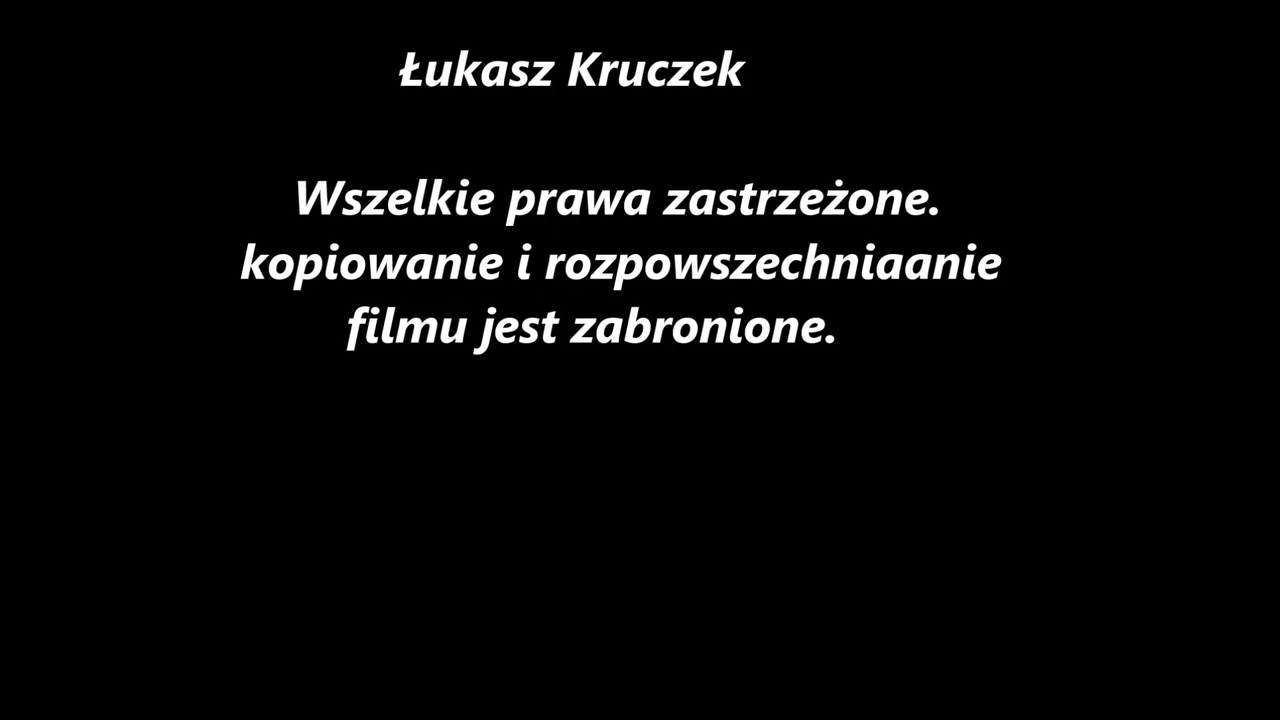 Łukasz Kruczek
Wszelkie prawa zastrzeżone.
kopiowanie i rozpowszechniaanie
filmu jest zabronione.